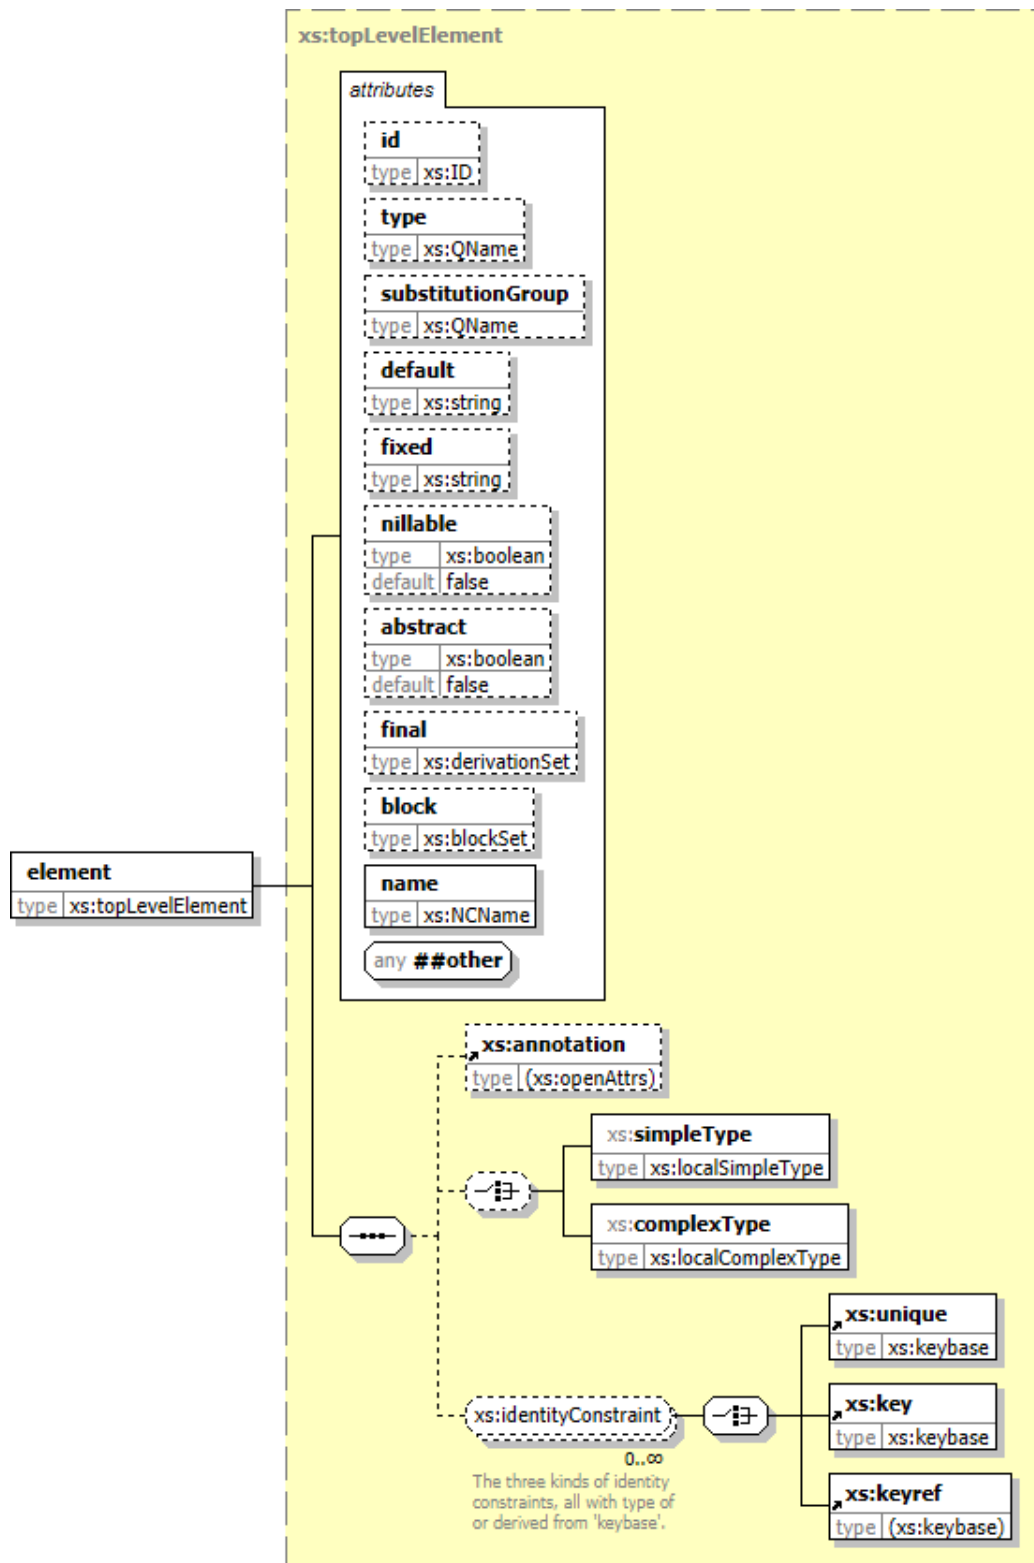 xs:topLevelElement
attributes
id
type xs:ID
type
type xs:QName
substitutionGroup
type xs:QName
default
type xs:string
fixed
type xs:string
nillable
type xs:boolean
default false
abstract
type xs:boolean
default false
final
type xs:derivationSet
block
type xs:blockSet
element
type xs:topLevelElement
name
type xs:NCName
any ##other
xs:annotation
type (xs:openAttrs)
xs:simpleType
type xs:localSimpleType
xs:complexType
type xs:localComplexType
xs:unique
type xs:keybase
xs:identityConstraint
0..∞
The three kinds of identity
constraints, all with type of
or derived from 'keybase'.
xs:key
type xs:keybase
xs:keyref
type (xs:keybase)